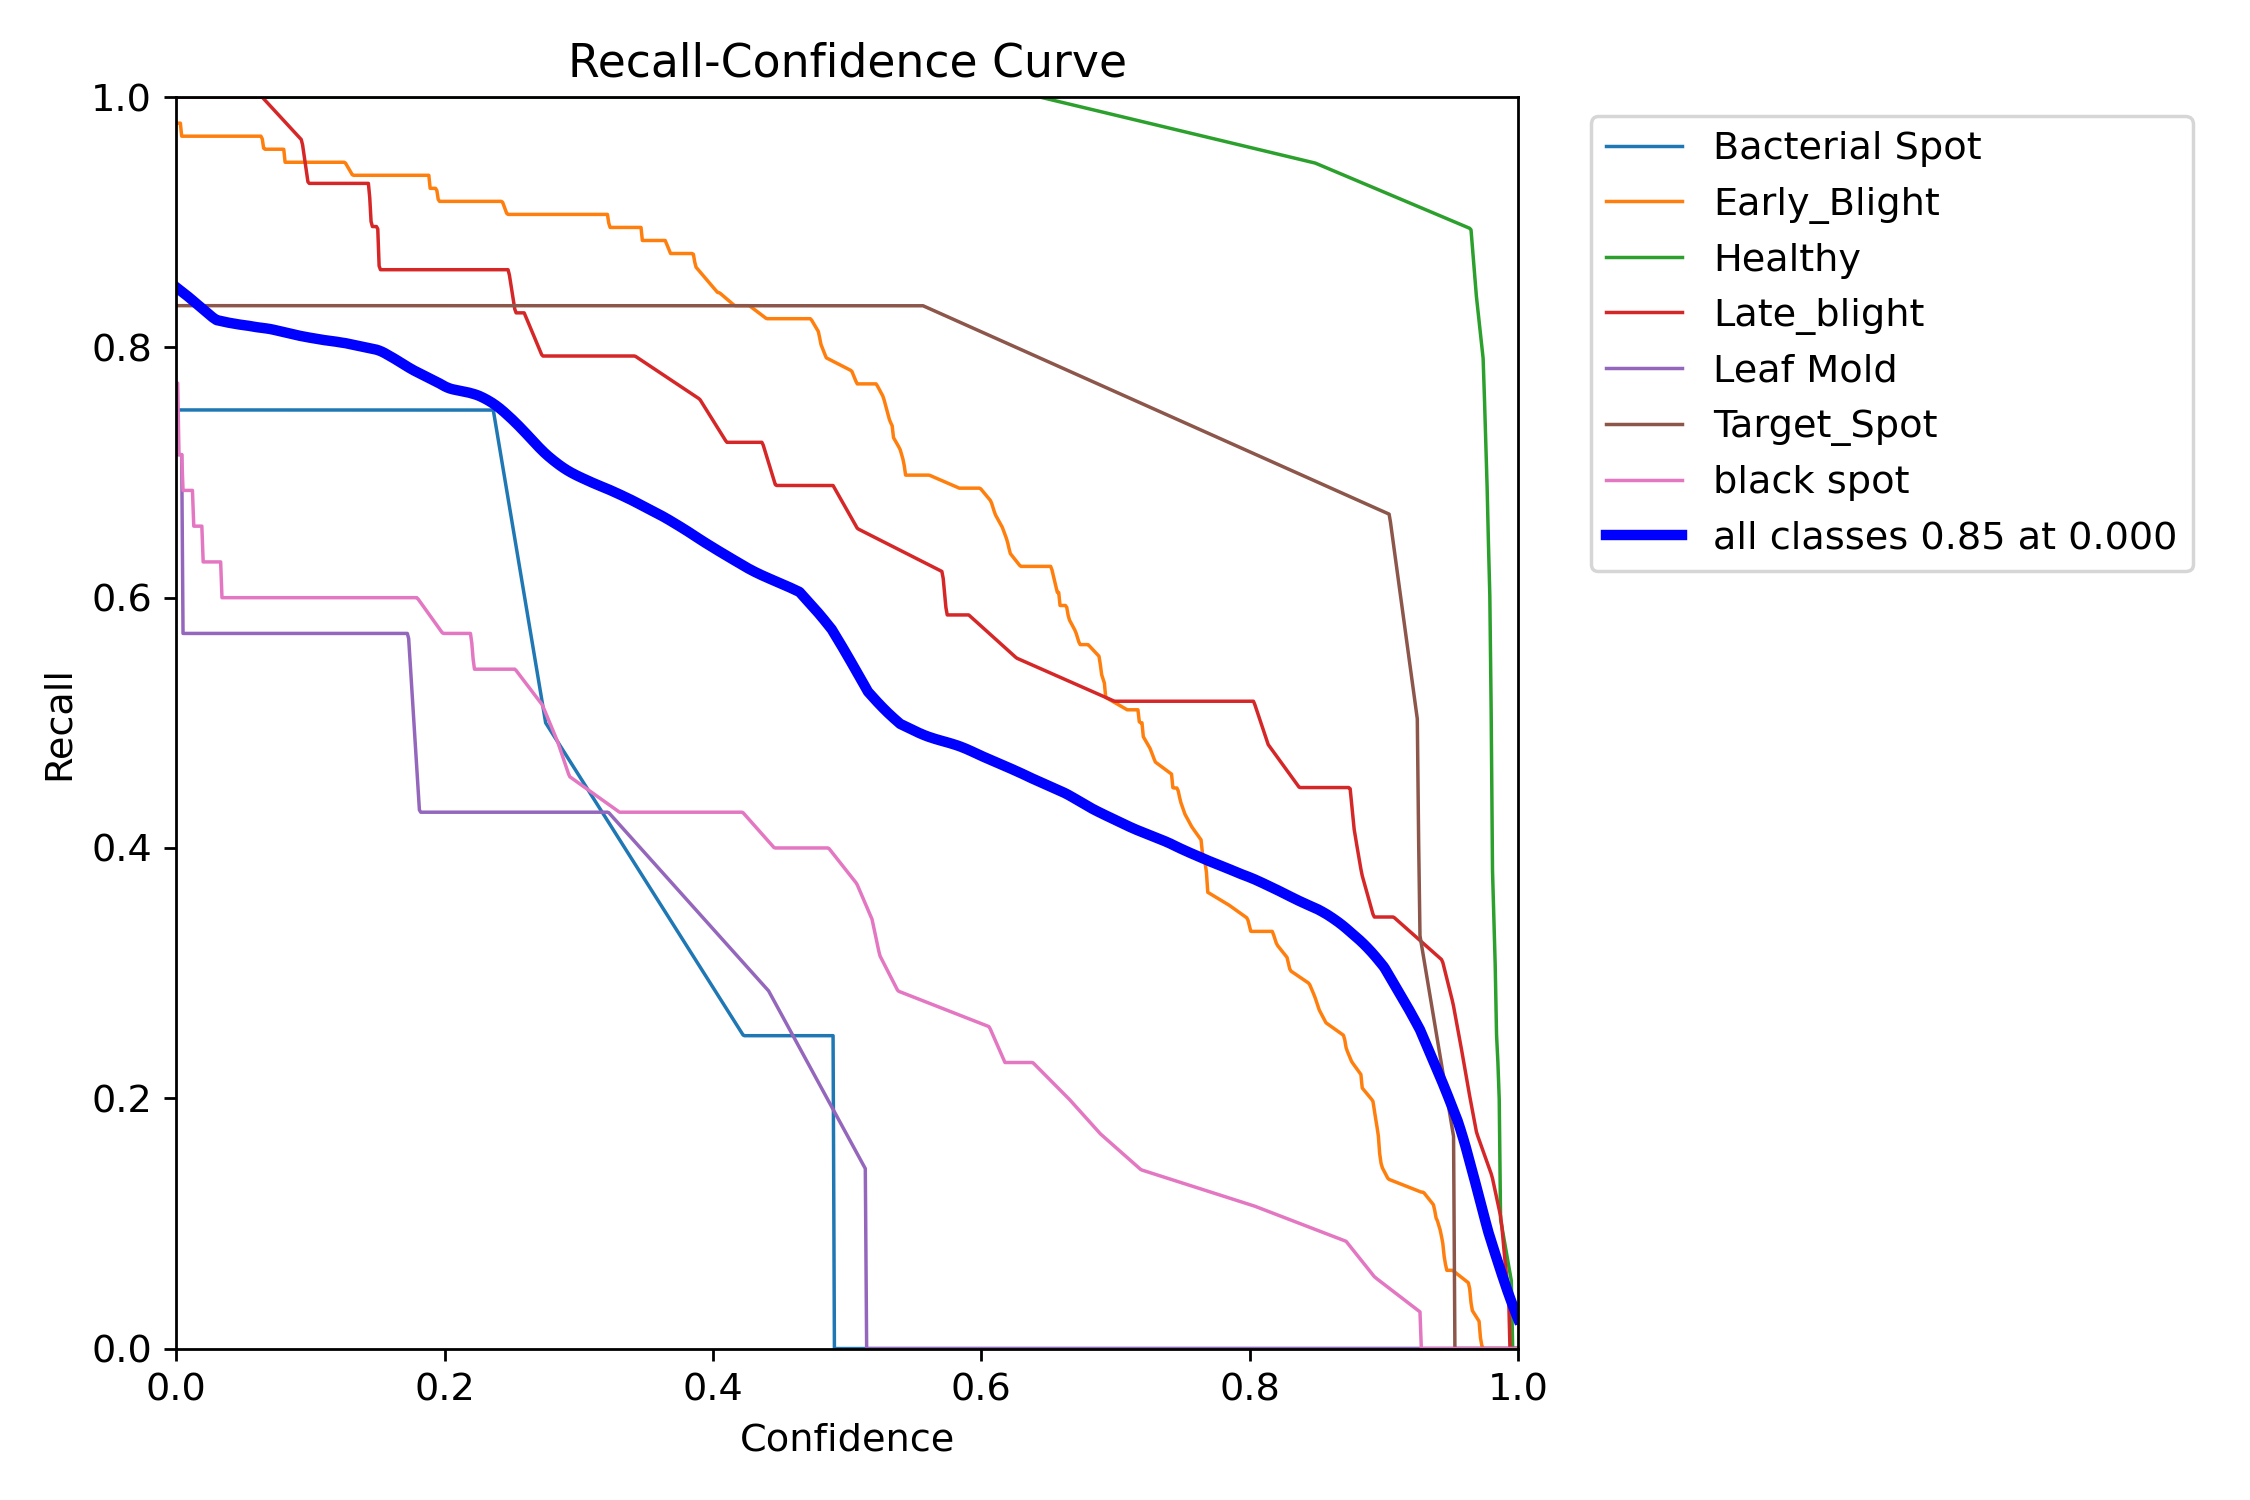 Recall-Confidence Curve
1.0
0.8
0.6
0.4
0.2
0.0
Recall
0.0 0.2 0.4 0.6 0.8 1.0
Confidence
Bacterial Spot
Early_Blight
Healthy
Late_blight
Leaf Mold
Target_Spot
black spot
all classes 0.85 at 0.000